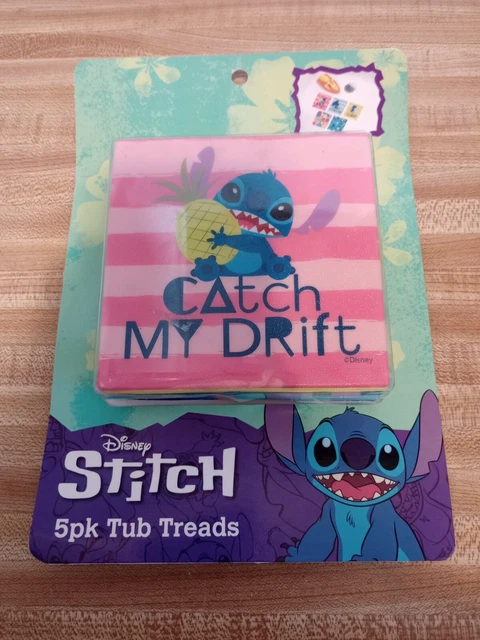 CAtch
MY DRift
©Disney
Disney
Stitch
5pk Tub Treads